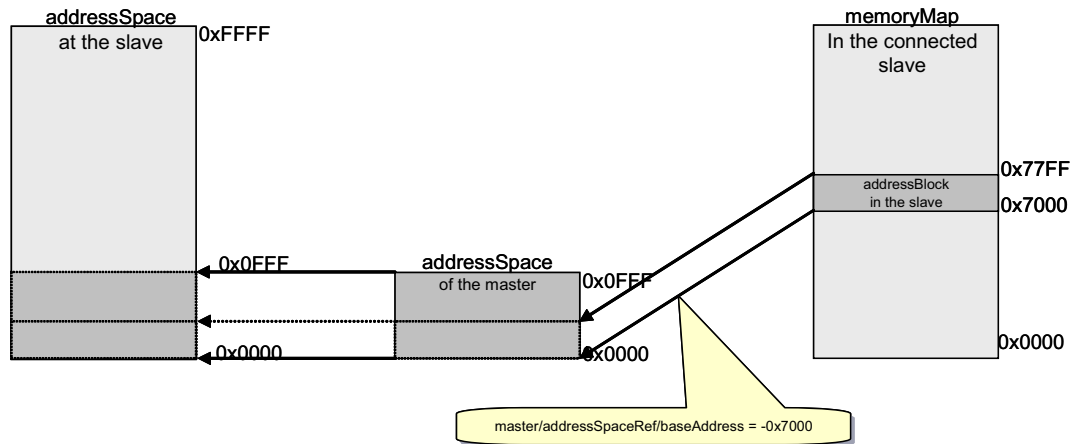 addressSpace
at the slave
0xFFFF
0x0FFF
0x0000
addressSpace
of the master
0x0FFF
0x0000
memoryMap
In the connected
slave
0x77FF
addressBlock
in the slave
0x7000
0x0000
master/addressSpaceRef/baseAddress = -0x7000